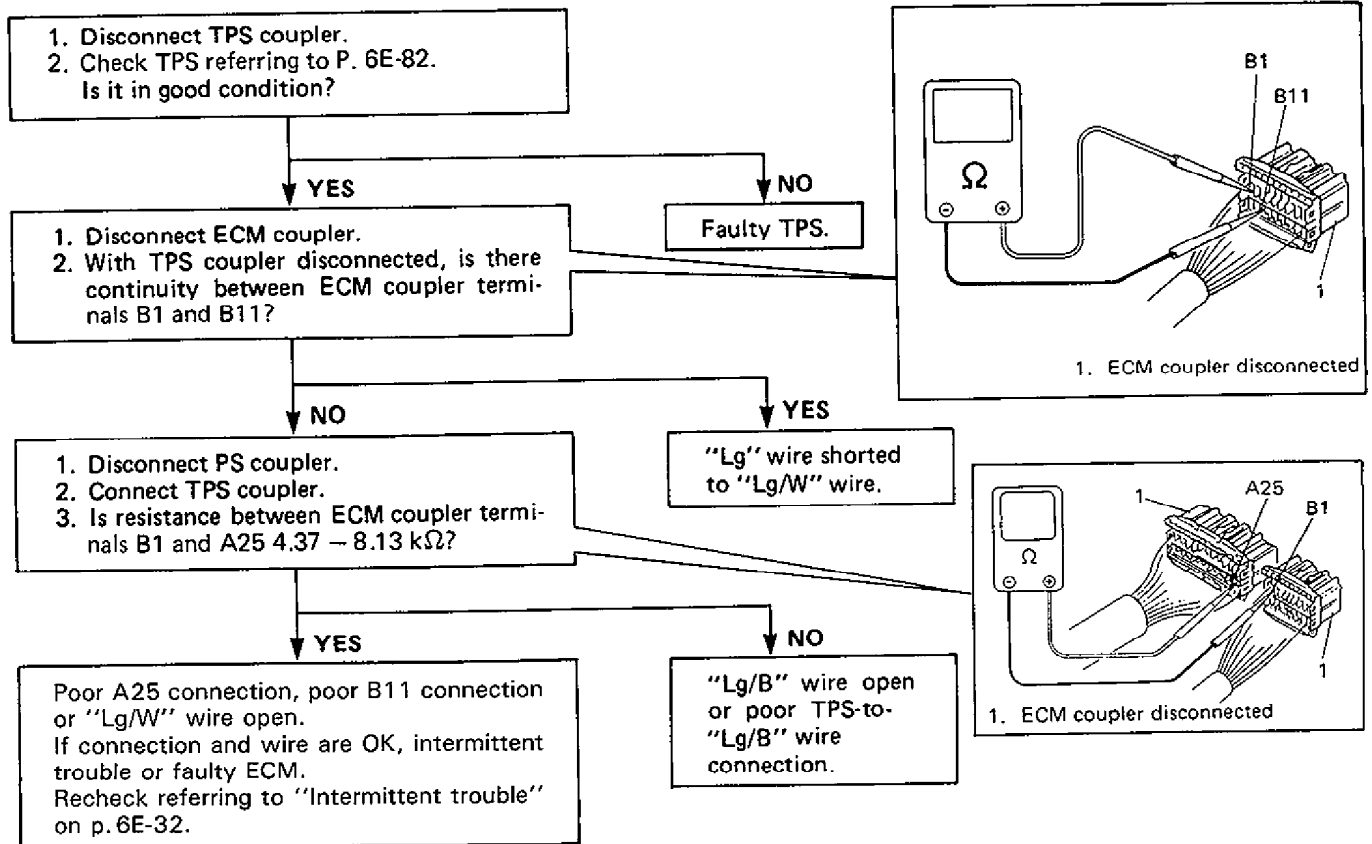 1. Disconnect TPS coupler.
2. Check TPS referring to P. 6E-82.
Is it in good condition?
YES
NO
Faulty TPS.
1. Disconnect ECM coupler.
2. With TPS coupler disconnected, is there
continuity between ECM coupler termi-
nals B1 and B11?
B1
B11
Ω
⊖ ⊕
1
1. ECM coupler disconnected
NO
YES
"Lg" wire shorted
to "Lg/W" wire.
1. Disconnect PS coupler.
2. Connect TPS coupler.
3. Is resistance between ECM coupler termi-
nals B1 and A25 4.37 – 8.13 kΩ?
1
A25
B1
Ω
⊖ ⊕
1
1. ECM coupler disconnected
YES
NO
Poor A25 connection, poor B11 connection
or "Lg/W" wire open.
If connection and wire are OK, intermittent
trouble or faulty ECM.
Recheck referring to "Intermittent trouble"
on p. 6E-32.
"Lg/B" wire open
or poor TPS-to-
"Lg/B" wire
connection.